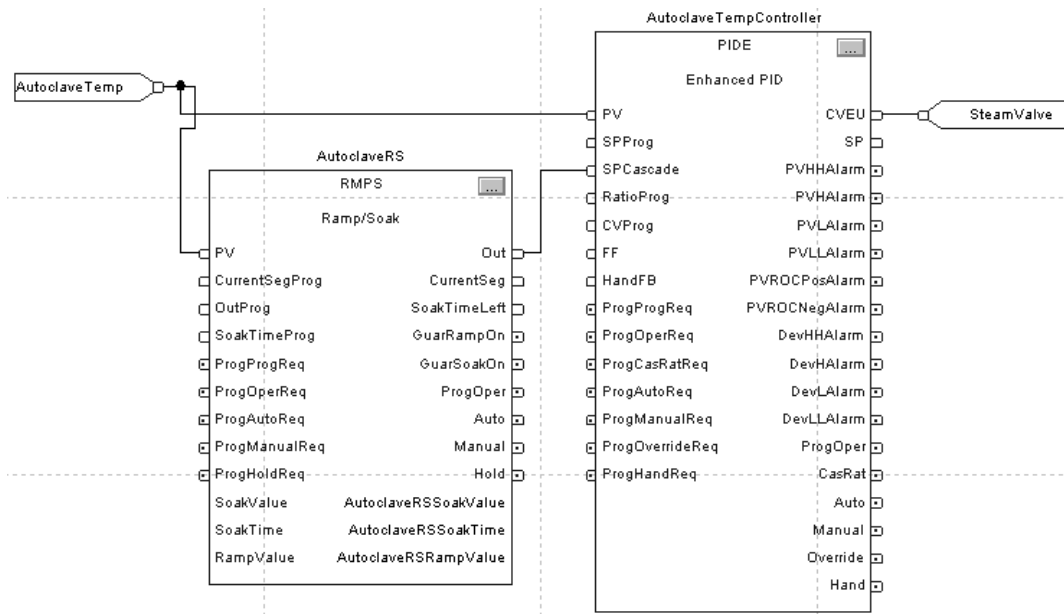 AutoclaveTempController
PIDE
...
Enhanced PID
AutoclaveTemp
PV
CVEU
SteamValve
SPProg
SP
AutoclaveRS
SPCascade
PVHHAlarm
RMPS
...
RatioProg
PVHAlarm
Ramp/Soak
CVProg
PVLAlarm
PV
Out
FF
PVLLAlarm
CurrentSegProg
CurrentSeg
HandFB
PVROCPosAlarm
OutProg
SoakTimeLeft
ProgProgReq
PVROCNegAlarm
SoakTimeProg
GuarRampOn
ProgOperReq
DevHHAlarm
ProgProgReq
GuarSoakOn
ProgCasRatReq
DevHAlarm
ProgOperReq
ProgOper
ProgAutoReq
DevLAlarm
ProgAutoReq
Auto
ProgManualReq
DevLLAlarm
ProgManualReq
Manual
ProgOverrideReq
ProgOper
ProgHoldReq
Hold
ProgHandReq
CasRat
SoakValue
AutoclaveRSSoakValue
Auto
SoakTime
AutoclaveRSSoakTime
Manual
RampValue
AutoclaveRSRampValue
Override
Hand